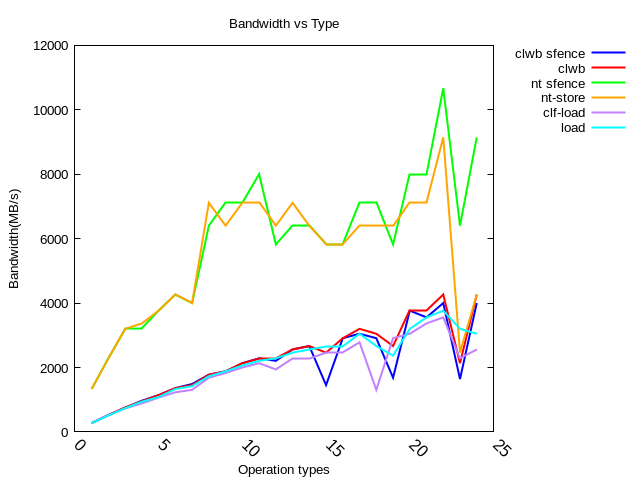 Bandwidth vs Type
12000
10000
8000
6000
4000
2000
0
Bandwidth(MB/s)
0
5
10
15
20
25
Operation types
clwb sfence
clwb
nt sfence
nt-store
clf-load
load